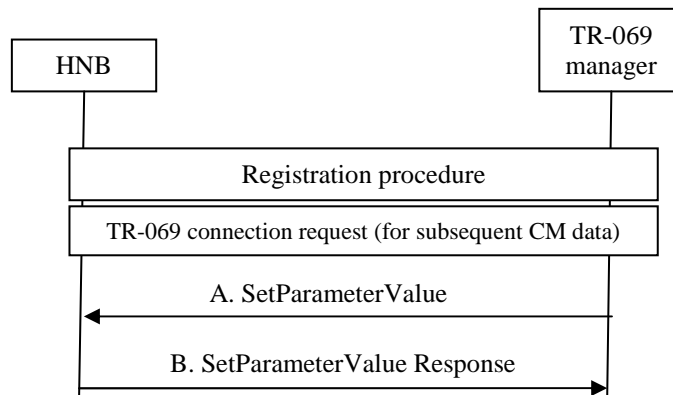 HNB
TR-069
manager
Registration procedure
TR-069 connection request (for subsequent CM data)
A. SetParameterValue
B. SetParameterValue Response